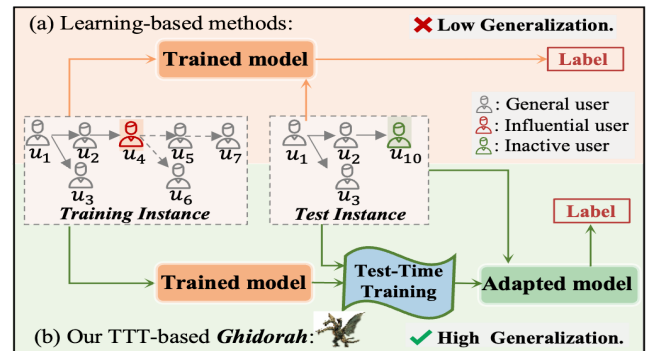 (a) Learning-based methods:
Low Generalization.
Trained model
Label
: General user
: Influential user
: Inactive user
u1 u2 u4 u5 u7
u3 u6
Training Instance
u1 u2 u10
u3
Test Instance
Label
Trained model
Test-Time
Training
Adapted model
(b) Our TTT-based Ghidorah:
High Generalization.